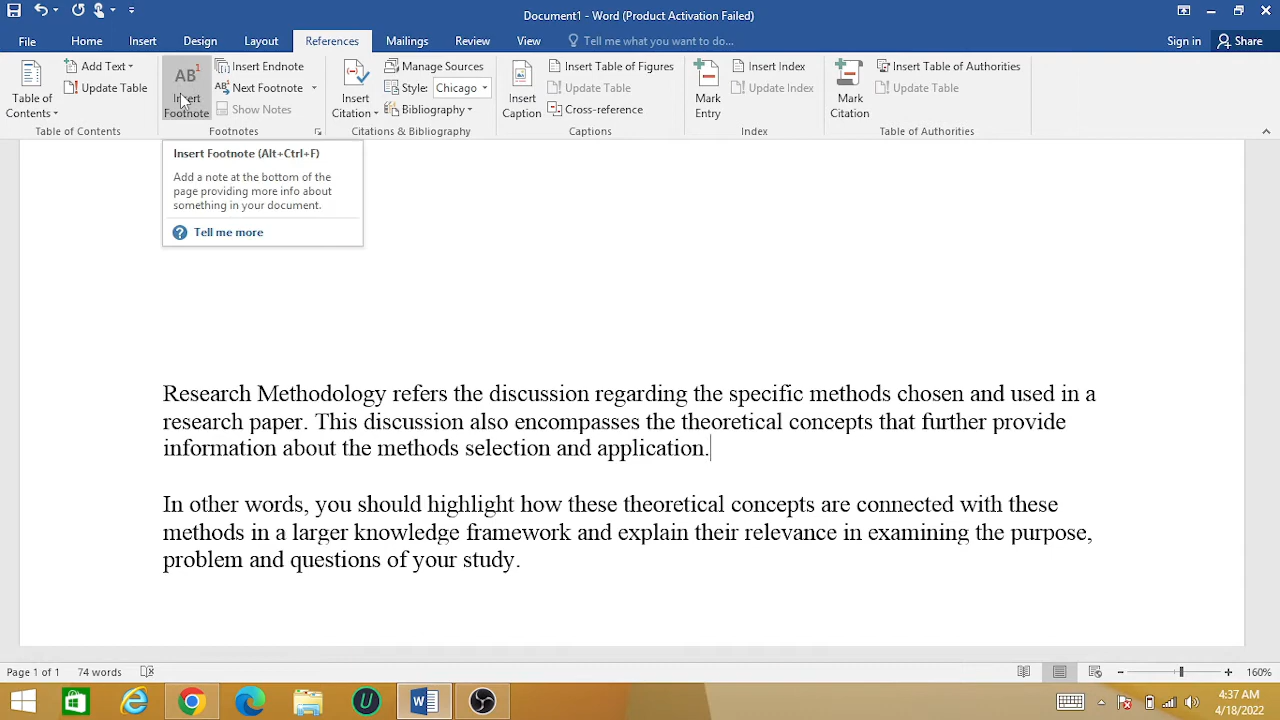 Document1 - Word (Product Activation Failed)
File Home Insert Design Layout References Mailings Review View Tell me what you want to do... Sign in Share
Table of Contents
Add Text
Update Table
Table of Contents
AB1
Insert Footnote
Insert Endnote
AB1 Next Footnote
Show Notes
Footnotes
Insert Citation
Manage Sources
Style: Chicago
Bibliography
Citations & Bibliography
Insert Caption
Insert Table of Figures
Update Table
Cross-reference
Captions
Mark Entry
Insert Index
Update Index
Index
Mark Citation
Insert Table of Authorities
Update Table
Table of Authorities
Insert Footnote (Alt+Ctrl+F)
Add a note at the bottom of the
page providing more info about
something in your document.
Tell me more
Research Methodology refers the discussion regarding the specific methods chosen and used in a
research paper. This discussion also encompasses the theoretical concepts that further provide
information about the methods selection and application.
In other words, you should highlight how these theoretical concepts are connected with these
methods in a larger knowledge framework and explain their relevance in examining the purpose,
problem and questions of your study.
Page 1 of 1 74 words 160%
4:37 AM
4/18/2022